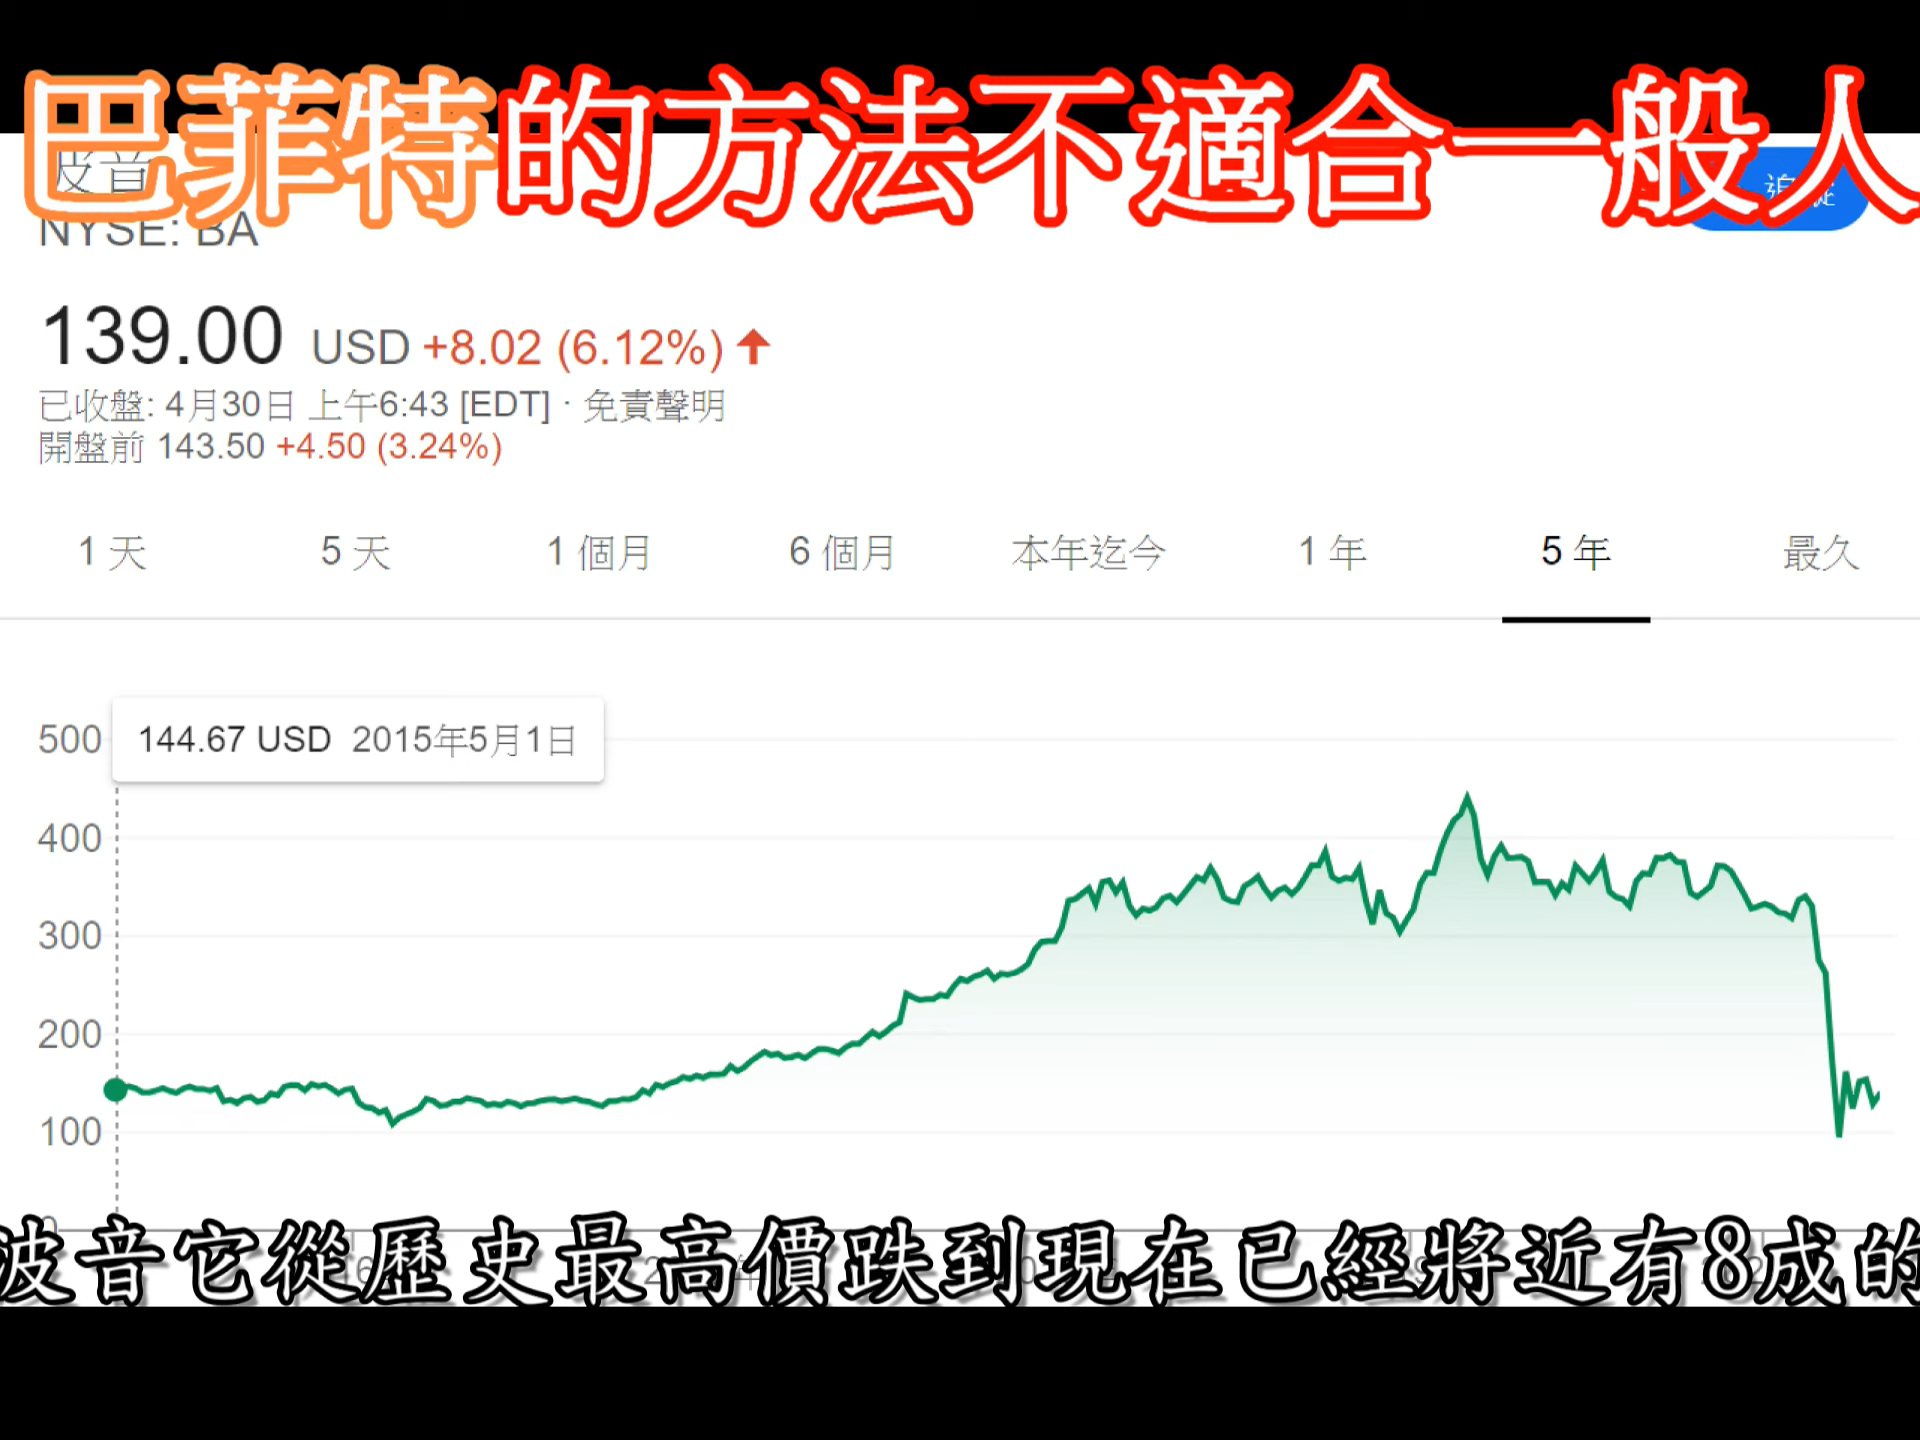 巴菲特的方法不適合一般人
波音
NYSE: BA
139.00 USD +8.02 (6.12%)
已收盤: 4月30日 上午6:43 [EDT] · 免責聲明
開盤前 143.50 +4.50 (3.24%)
1 天 5 天 1 個月 6 個月 本年迄今 1 年 5 年 最久
144.67 USD 2015年5月1日
500
400
300
200
100
0
波音它從歷史最高價跌到現在已經將近有8成的